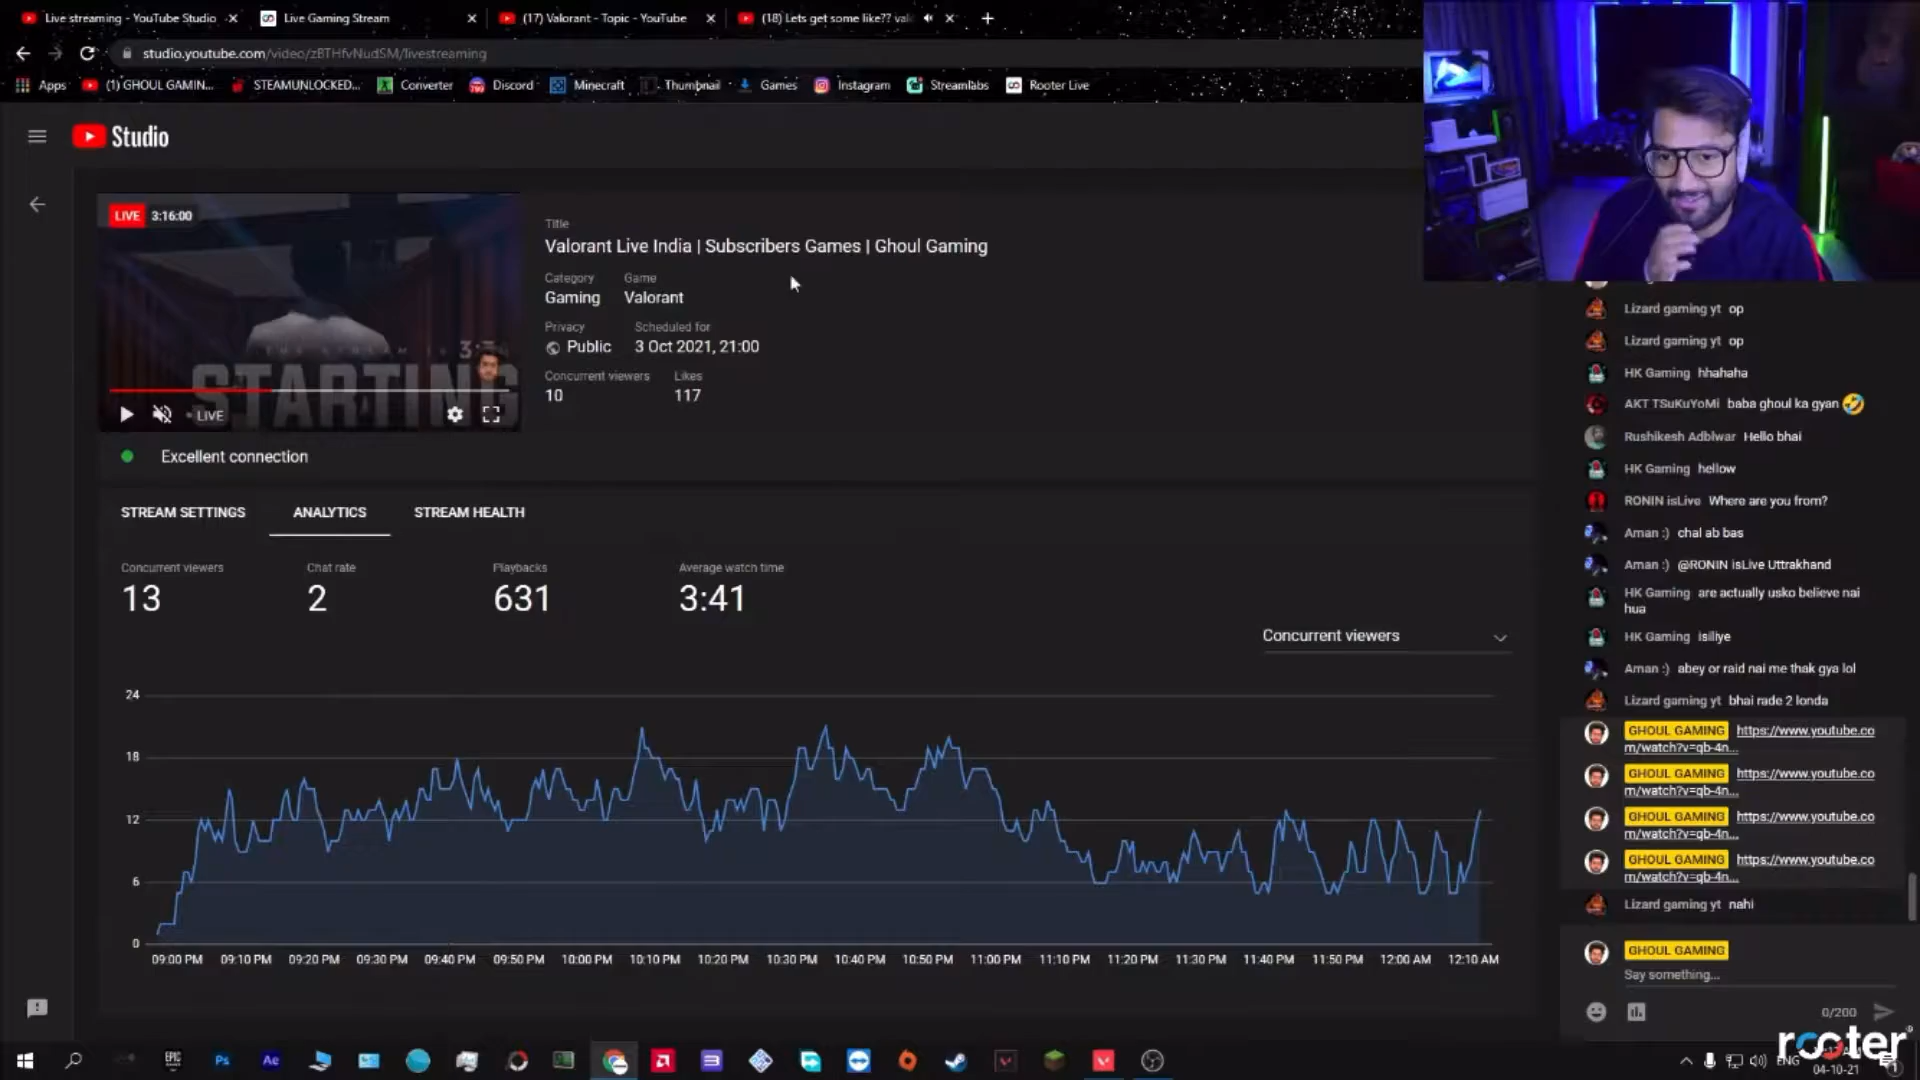 Live streaming - YouTube Studio
Live Gaming Stream
(17) Valorant - Topic - YouTube
(18) Lets get some like?? val
studio.youtube.com/video/zBTHfvNudSM/livestreaming
Apps
(1) GHOUL GAMIN...
STEAMUNLOCKED...
Converter
Discord
Minecraft
Thumbnail
Games
Instagram
Streamlabs
Rooter Live
Studio
LIVE 3:16:00
STARTING
LIVE
Title
Valorant Live India | Subscribers Games | Ghoul Gaming
Category Game
Gaming Valorant
Privacy Scheduled for
Public 3 Oct 2021, 21:00
Concurrent viewers Likes
10 117
Excellent connection
STREAM SETTINGS ANALYTICS STREAM HEALTH
Concurrent viewers Chat rate Playbacks Average watch time
13 2 631 3:41
Concurrent viewers
24
18
12
6
0
09:00 PM 09:10 PM 09:20 PM 09:30 PM 09:40 PM 09:50 PM 10:00 PM 10:10 PM 10:20 PM 10:30 PM 10:40 PM 10:50 PM 11:00 PM 11:10 PM 11:20 PM 11:30 PM 11:40 PM 11:50 PM 12:00 AM 12:10 AM
Lizard gaming yt op
Lizard gaming yt op
HK Gaming hhahaha
AKT TSuKuYoMi baba ghoul ka gyan
Rushikesh Adblwar Hello bhai
HK Gaming hellow
RONIN isLive Where are you from?
Aman :) chal ab bas
Aman :) @RONIN isLive Uttrakhand
HK Gaming are actually usko believe nai
hua
HK Gaming isiliye
Aman :) abey or raid nai me thak gya lol
Lizard gaming yt bhai rade 2 londa
GHOUL GAMING https://www.youtube.co
m/watch?v=qb-4n...
GHOUL GAMING https://www.youtube.co
m/watch?v=qb-4n...
GHOUL GAMING https://www.youtube.co
m/watch?v=qb-4n...
GHOUL GAMING https://www.youtube.co
m/watch?v=qb-4n...
Lizard gaming yt nahi
GHOUL GAMING
Say something...
0/200
rooter
EPIC
Ps
Ae
ENG
04-10-21